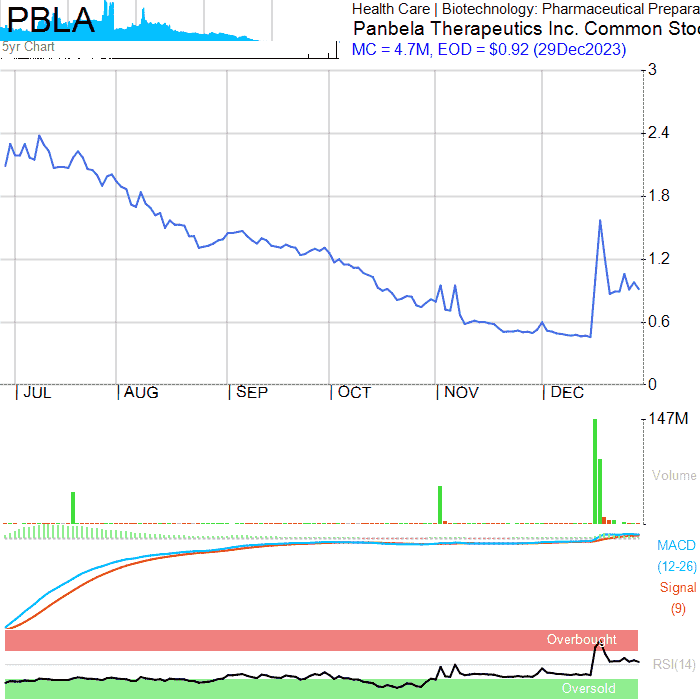 PBLA
5yr Chart
Health Care | Biotechnology: Pharmaceutical Prepara
Panbela Therapeutics Inc. Common Stoc
MC = 4.7M, EOD = $0.92 (29Dec2023)
3
2.4
1.8
1.2
0.6
0
JUL AUG SEP OCT NOV DEC
147M
Volume
MACD
(12-26)
Signal
(9)
Overbought
RSI(14)
Oversold